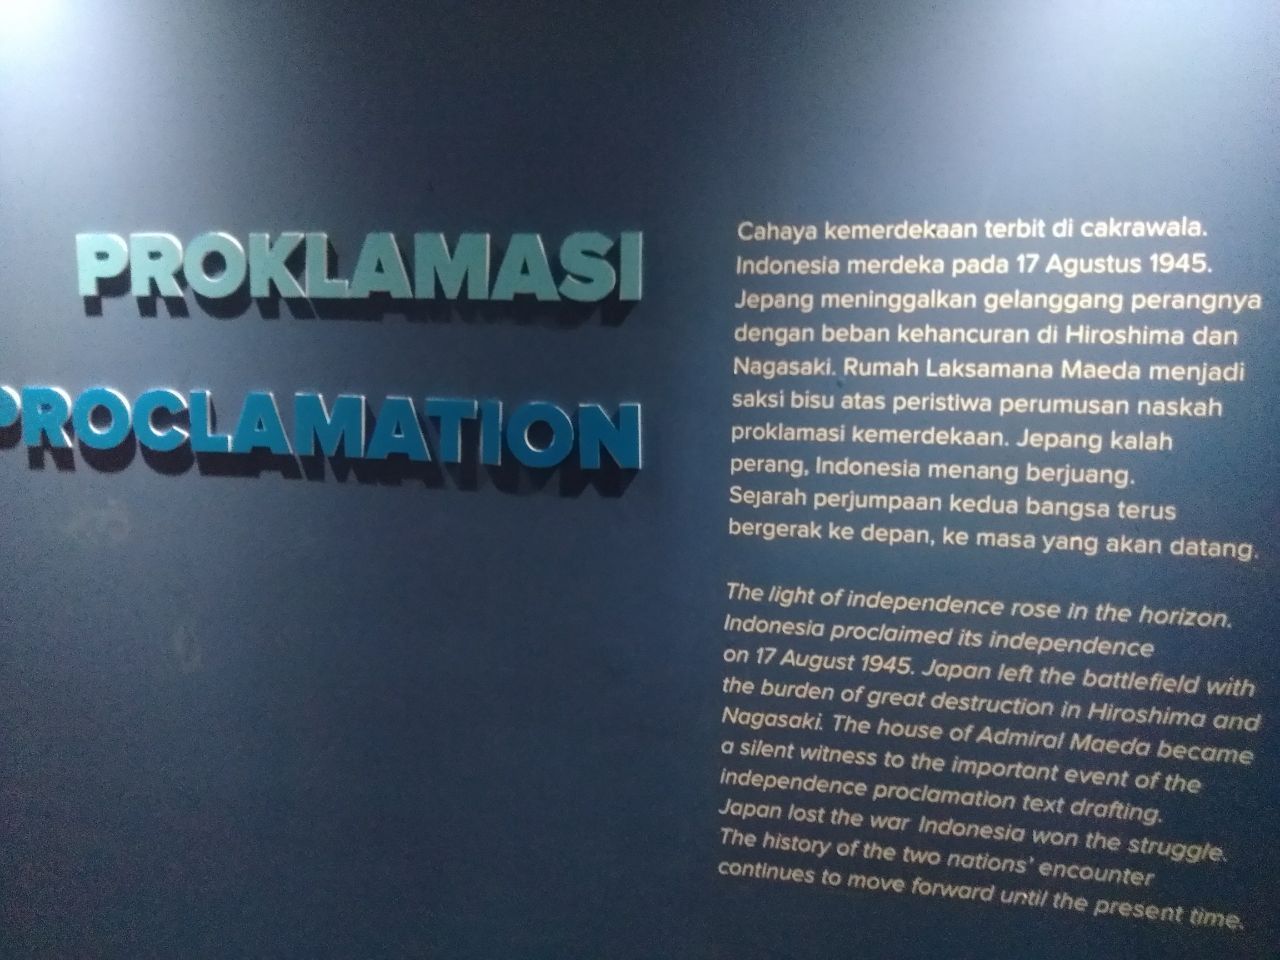 PROKLAMASI
PROCLAMATION
Cahaya kemerdekaan terbit di cakrawala.
Indonesia merdeka pada 17 Agustus 1945.
Jepang meninggalkan gelanggang perangnya
dengan beban kehancuran di Hiroshima dan
Nagasaki. Rumah Laksamana Maeda menjadi
saksi bisu atas peristiwa perumusan naskah
proklamasi kemerdekaan. Jepang kalah
perang, Indonesia menang berjuang.
Sejarah perjumpaan kedua bangsa terus
bergerak ke depan, ke masa yang akan datang.
The light of independence rose in the horizon.
Indonesia proclaimed its independence
on 17 August 1945. Japan left the battlefield with
the burden of great destruction in Hiroshima and
Nagasaki. The house of Admiral Maeda became
a silent witness to the important event of the
independence proclamation text drafting.
Japan lost the war Indonesia won the struggle.
The history of the two nations' encounter
continues to move forward until the present time.